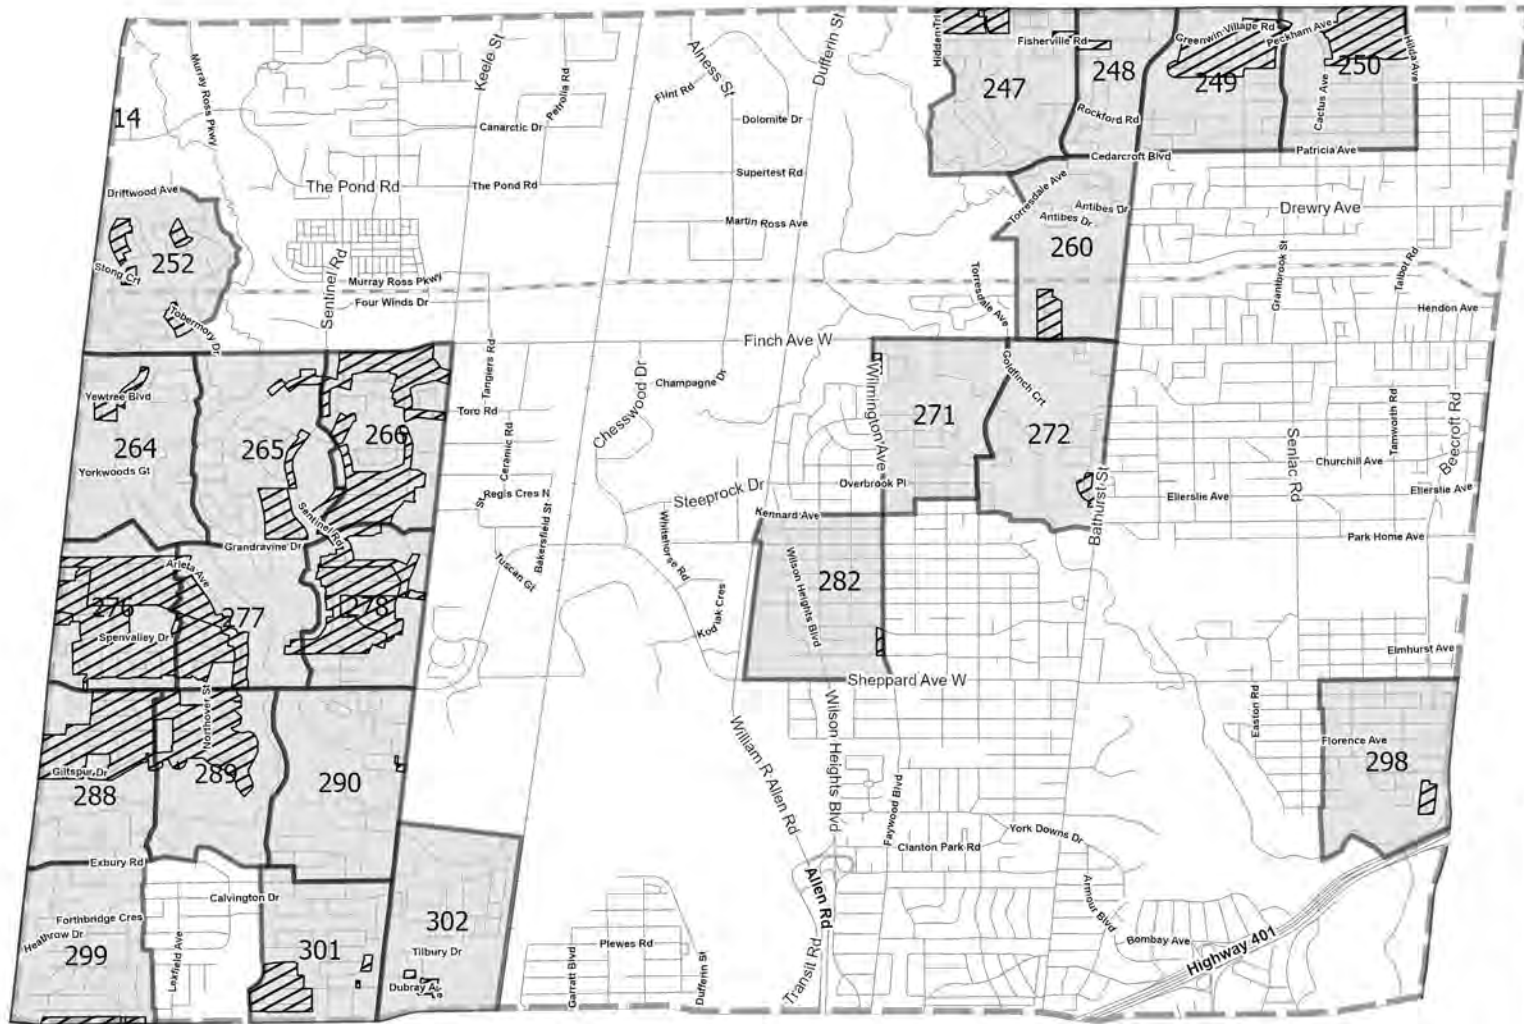 Hidden Trl
Fisherville Rd
Greenwin Village Rd
Peckham Ave
Hilda Ave
Keele St
Alness St
Dufferin St
Murray Ross Pkwy
Petrolia Rd
Flint Rd
247
248
249
250
Cactus Ave
14
Canarctic Dr
Dolomite Dr
Rockford Rd
Cedarcroft Blvd
Patricia Ave
Driftwood Ave
The Pond Rd
The Pond Rd
Supertest Rd
Torresdale Ave
Martin Ross Ave
Antibes Dr
Antibes Dr
Drewry Ave
252
Stong Crt
Sentinel Rd
260
Grantbrook St
Talbot Rd
Murray Ross Pkwy
Four Winds Dr
Torresdale Ave
Hendon Ave
Tobermory Dr
Finch Ave W
Tangiers Rd
Chesswood Dr
Champagne Dr
Wilmington Ave
Goldfinch Crt
Yewtree Blvd
Toro Rd
Ceramic Rd
264
265
266
271
272
Tamworth Rd
Beecroft Rd
Senlac Rd
Yorkwoods Gt
Churchill Ave
Steeprock Dr
Overbrook Pl
Bathurst St
Ellerslie Ave
Ellerslie Ave
St
Regis Cres N
Bakersfield St
Kennard Ave
Sentinel Rd
Whitehorse Rd
Park Home Ave
Grandravine Dr
Tuscan Gt
Arleta Ave
Wilson Heights Blvd
276
277
278
282
Kodiak Cres
Spenvalley Dr
Elmhurst Ave
Sheppard Ave W
Northover St
William R Allen Rd
Wilson Heights Blvd
Easton Rd
Florence Ave
Giltspur Dr
288
289
290
298
Faywood Blvd
York Downs Dr
Clanton Park Rd
Exbury Rd
Allen Rd
Armour Blvd
Calvington Dr
Forthbridge Cres
Heathrow Dr
299
Lexfield Ave
301
302
Tilbury Dr
Dubray Av
Garratt Blvd
Plewes Rd
Dufferin St
Transit Rd
Bombay Ave
Highway 401